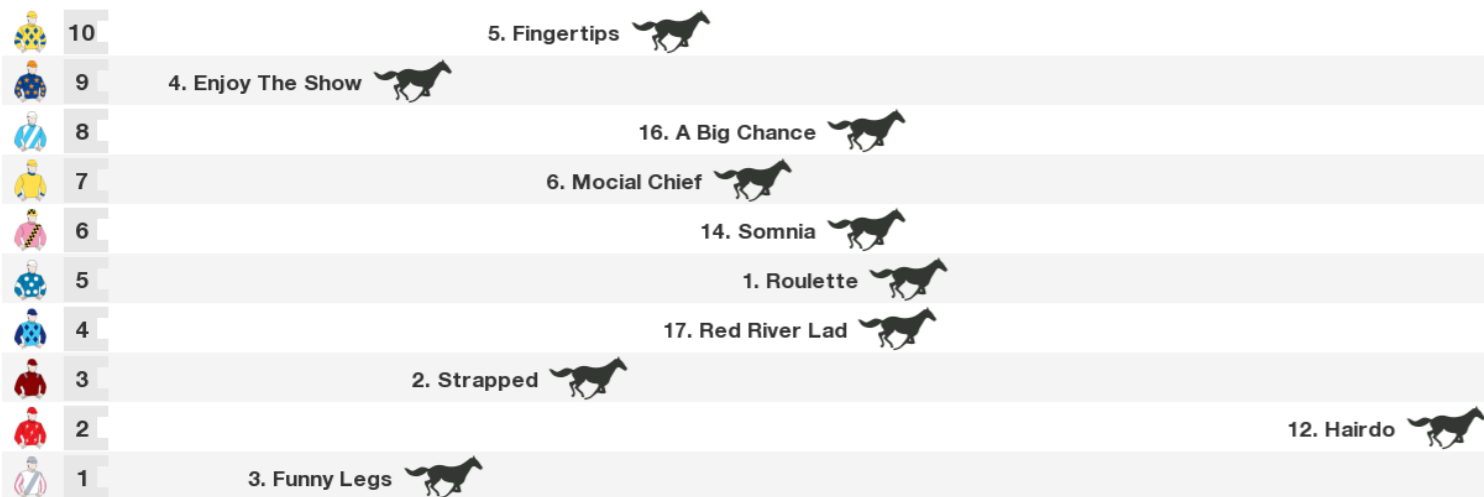 10 5. Fingertips
9 4. Enjoy The Show
8 16. A Big Chance
7 6. Mocial Chief
6 14. Somnia
5 1. Roulette
4 17. Red River Lad
3 2. Strapped
2 12. Hairdo
1 3. Funny Legs